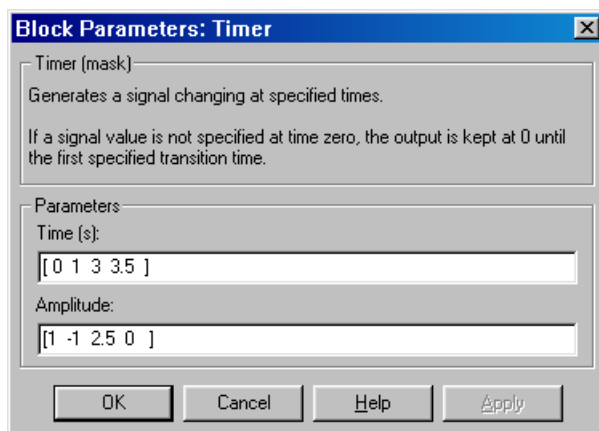 Block Parameters: Timer
Timer (mask)
Generates a signal changing at specified times.
If a signal value is not specified at time zero, the output is kept at 0 until
the first specified transition time.
Parameters
Time (s):
[ 0 1 3 3.5 ]
Amplitude:
[1 -1 2.5 0 ]
OK Cancel Help Apply